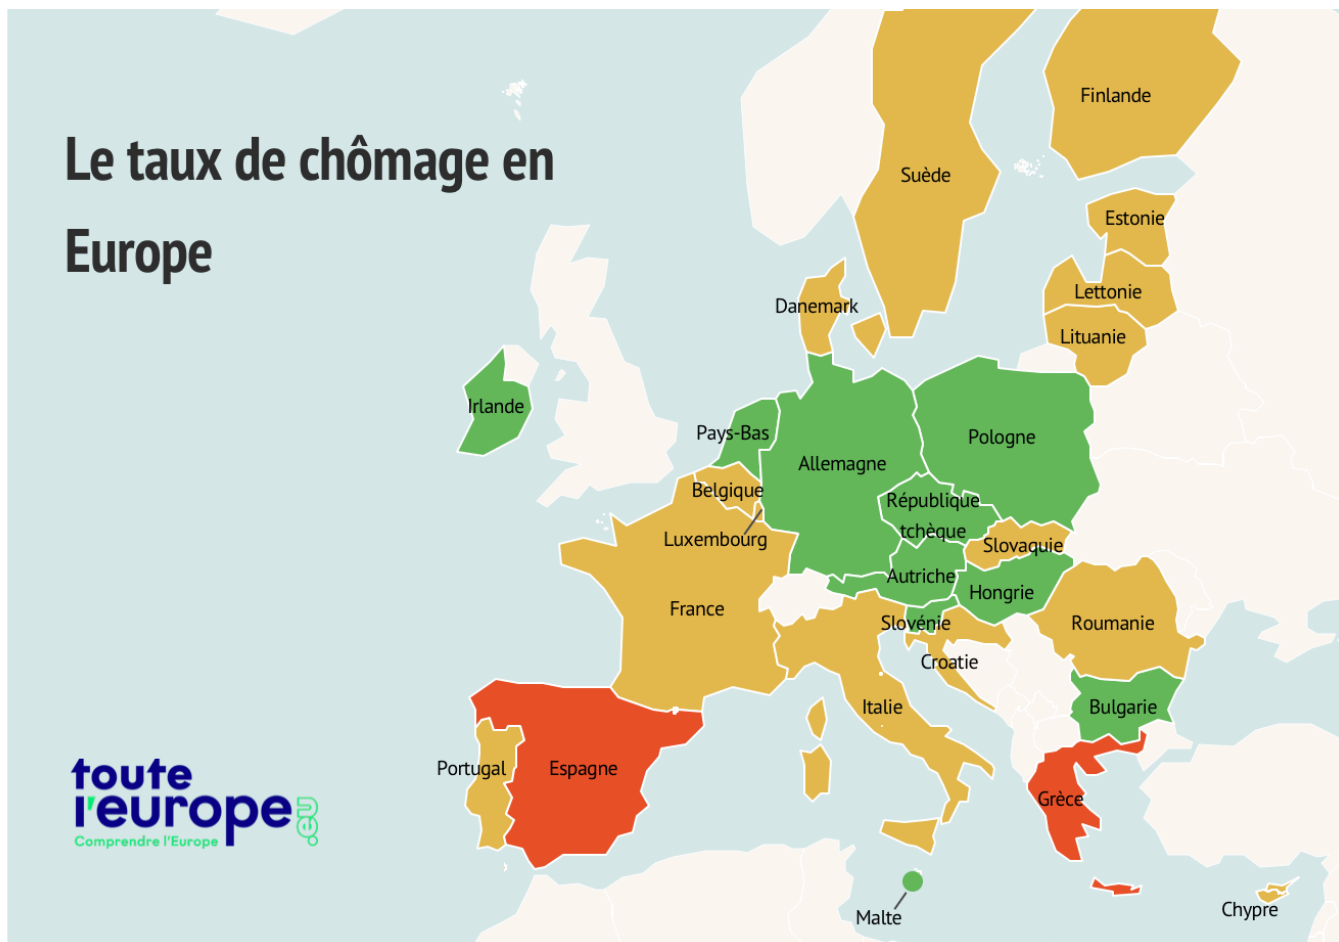 Le taux de chômage en
Europe
Finlande
Suède
Estonie
Lettonie
Danemark
Lituanie
Irlande
Pays-Bas
Pologne
Allemagne
Belgique
République
tchèque
Luxembourg
Slovaquie
Autriche
Hongrie
France
Slovénie
Roumanie
Croatie
Italie
Bulgarie
Portugal
Espagne
Grèce
Malte
Chypre
toute
l'europe.eu
Comprendre l'Europe